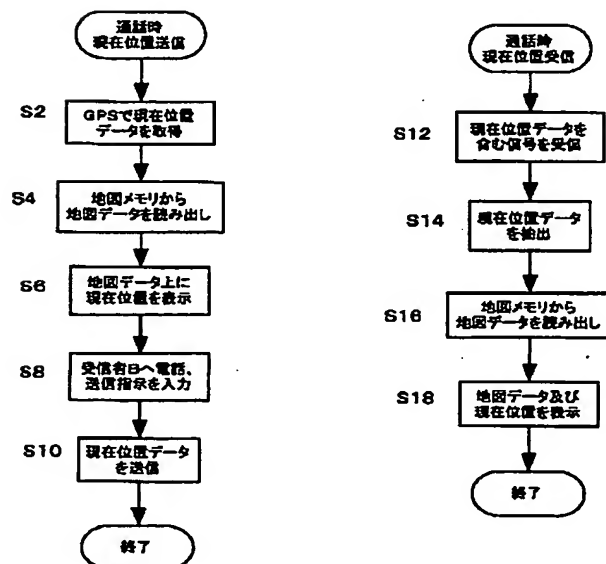 通話時
現在位置送信
S2
GPSで現在位置
データを取得
S4
地図メモリから
地図データを読み出し
S6
地図データ上に
現在位置を表示
S8
受信者Bへ電話、
送信指示を入力
S10
現在位置データ
を送信
終了
通話時
現在位置受信
S12
現在位置データを
含む信号を受信
S14
現在位置データ
を抽出
S16
地図メモリから
地図データを読み出し
S18
地図データ及び
現在位置を表示
終了